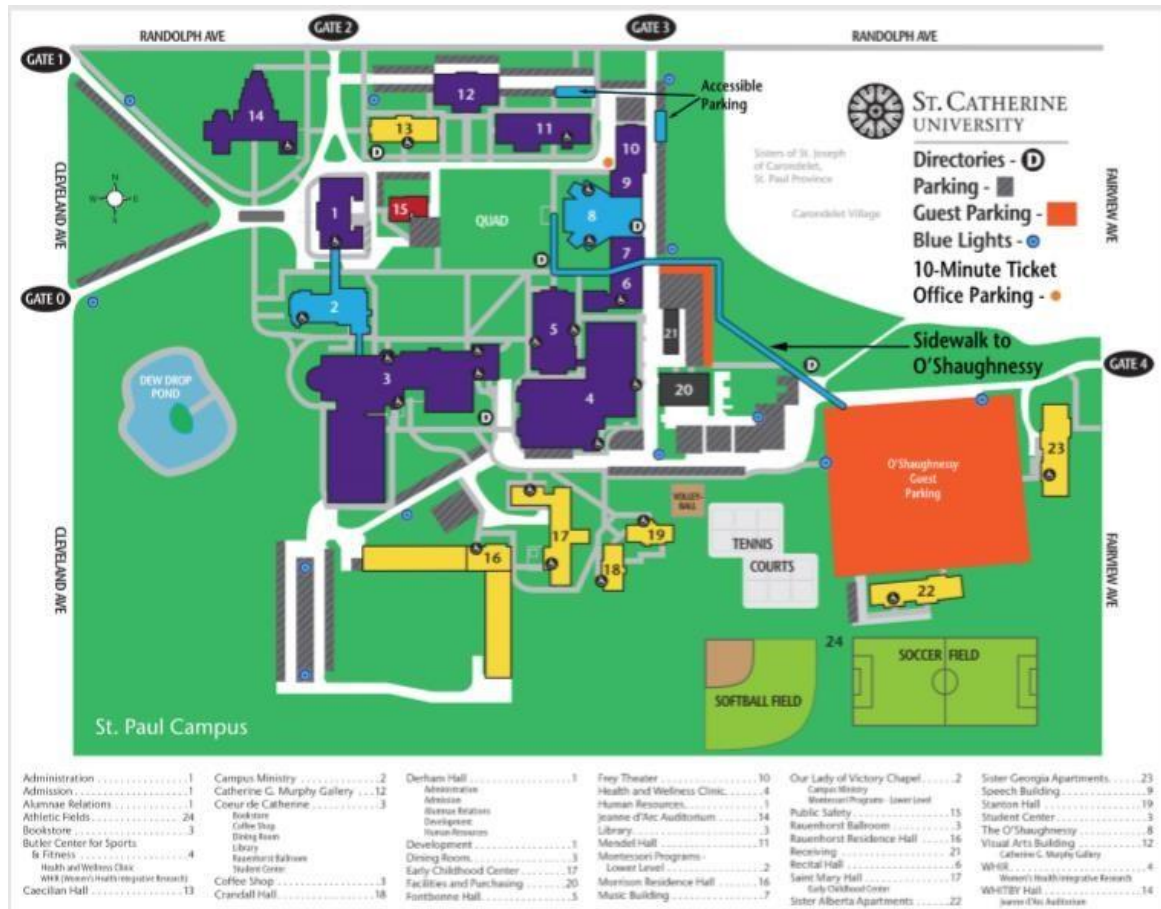 GATE 2
GATE 3
RANDOLPH AVE
RANDOLPH AVE
GATE 1
Accessible
Parking
ST. CATHERINE
UNIVERSITY
Sisters of St. Joseph
of Carondelet,
St. Paul Province
Carondelet Village
Directories - D
Parking -
Guest Parking -
Blue Lights -
10-Minute Ticket
Office Parking -
CLEVELAND AVE
FAIRVIEW AVE
N
W E
S
14
12
13
11
10
9
8
7
6
1
15
QUAD
D
D
D
GATE 0
2
5
21
Sidewalk to
O'Shaughnessy
D
GATE 4
DEW DROP
POND
3
4
20
D
23
O'Shaughnessy
Guest
Parking
VOLLEY-
BALL
TENNIS
COURTS
CLEVELAND AVE
FAIRVIEW AVE
16
17
19
18
22
24
SOCCER FIELD
SOFTBALL FIELD
St. Paul Campus
Administration 1
Admission 1
Alumnae Relations 1
Athletic Fields 24
Bookstore 3
Butler Center for Sports
& Fitness 4
Health and Wellness Clinic
WHIR (Women's Health Integrative Research)
Caecilian Hall 13
Campus Ministry 2
Catherine G. Murphy Gallery 12
Coeur de Catherine 3
Bookstore
Coffee Shop
Dining Room
Library
Rauenhorst Ballroom
Student Center
Coffee Shop 3
Crandall Hall 18
Derham Hall 1
Administration
Admission
Alumnae Relations
Development
Human Resources
Development 1
Dining Room 3
Early Childhood Center 17
Facilities and Purchasing 20
Fontbonne Hall 5
Frey Theater 10
Health and Wellness Clinic 4
Human Resources 1
Jeanne d'Arc Auditorium 14
Library 3
Mendel Hall 11
Montessori Programs -
Lower Level 2
Morrison Residence Hall 16
Music Building 7
Our Lady of Victory Chapel 2
Campus Ministry
Montessori Programs - Lower Level
Public Safety 15
Rauenhorst Ballroom 3
Rauenhorst Residence Hall 16
Receiving 21
Recital Hall 6
Saint Mary Hall 17
Early Childhood Center
Sister Alberta Apartments 22
Sister Georgia Apartments 23
Speech Building 9
Stanton Hall 19
Student Center 3
The O'Shaughnessy 8
Visual Arts Building 12
Catherine G. Murphy Gallery
WHIR 4
Women's Health Integrative Research
WHITBY Hall 14
Jeanne d'Arc Auditorium